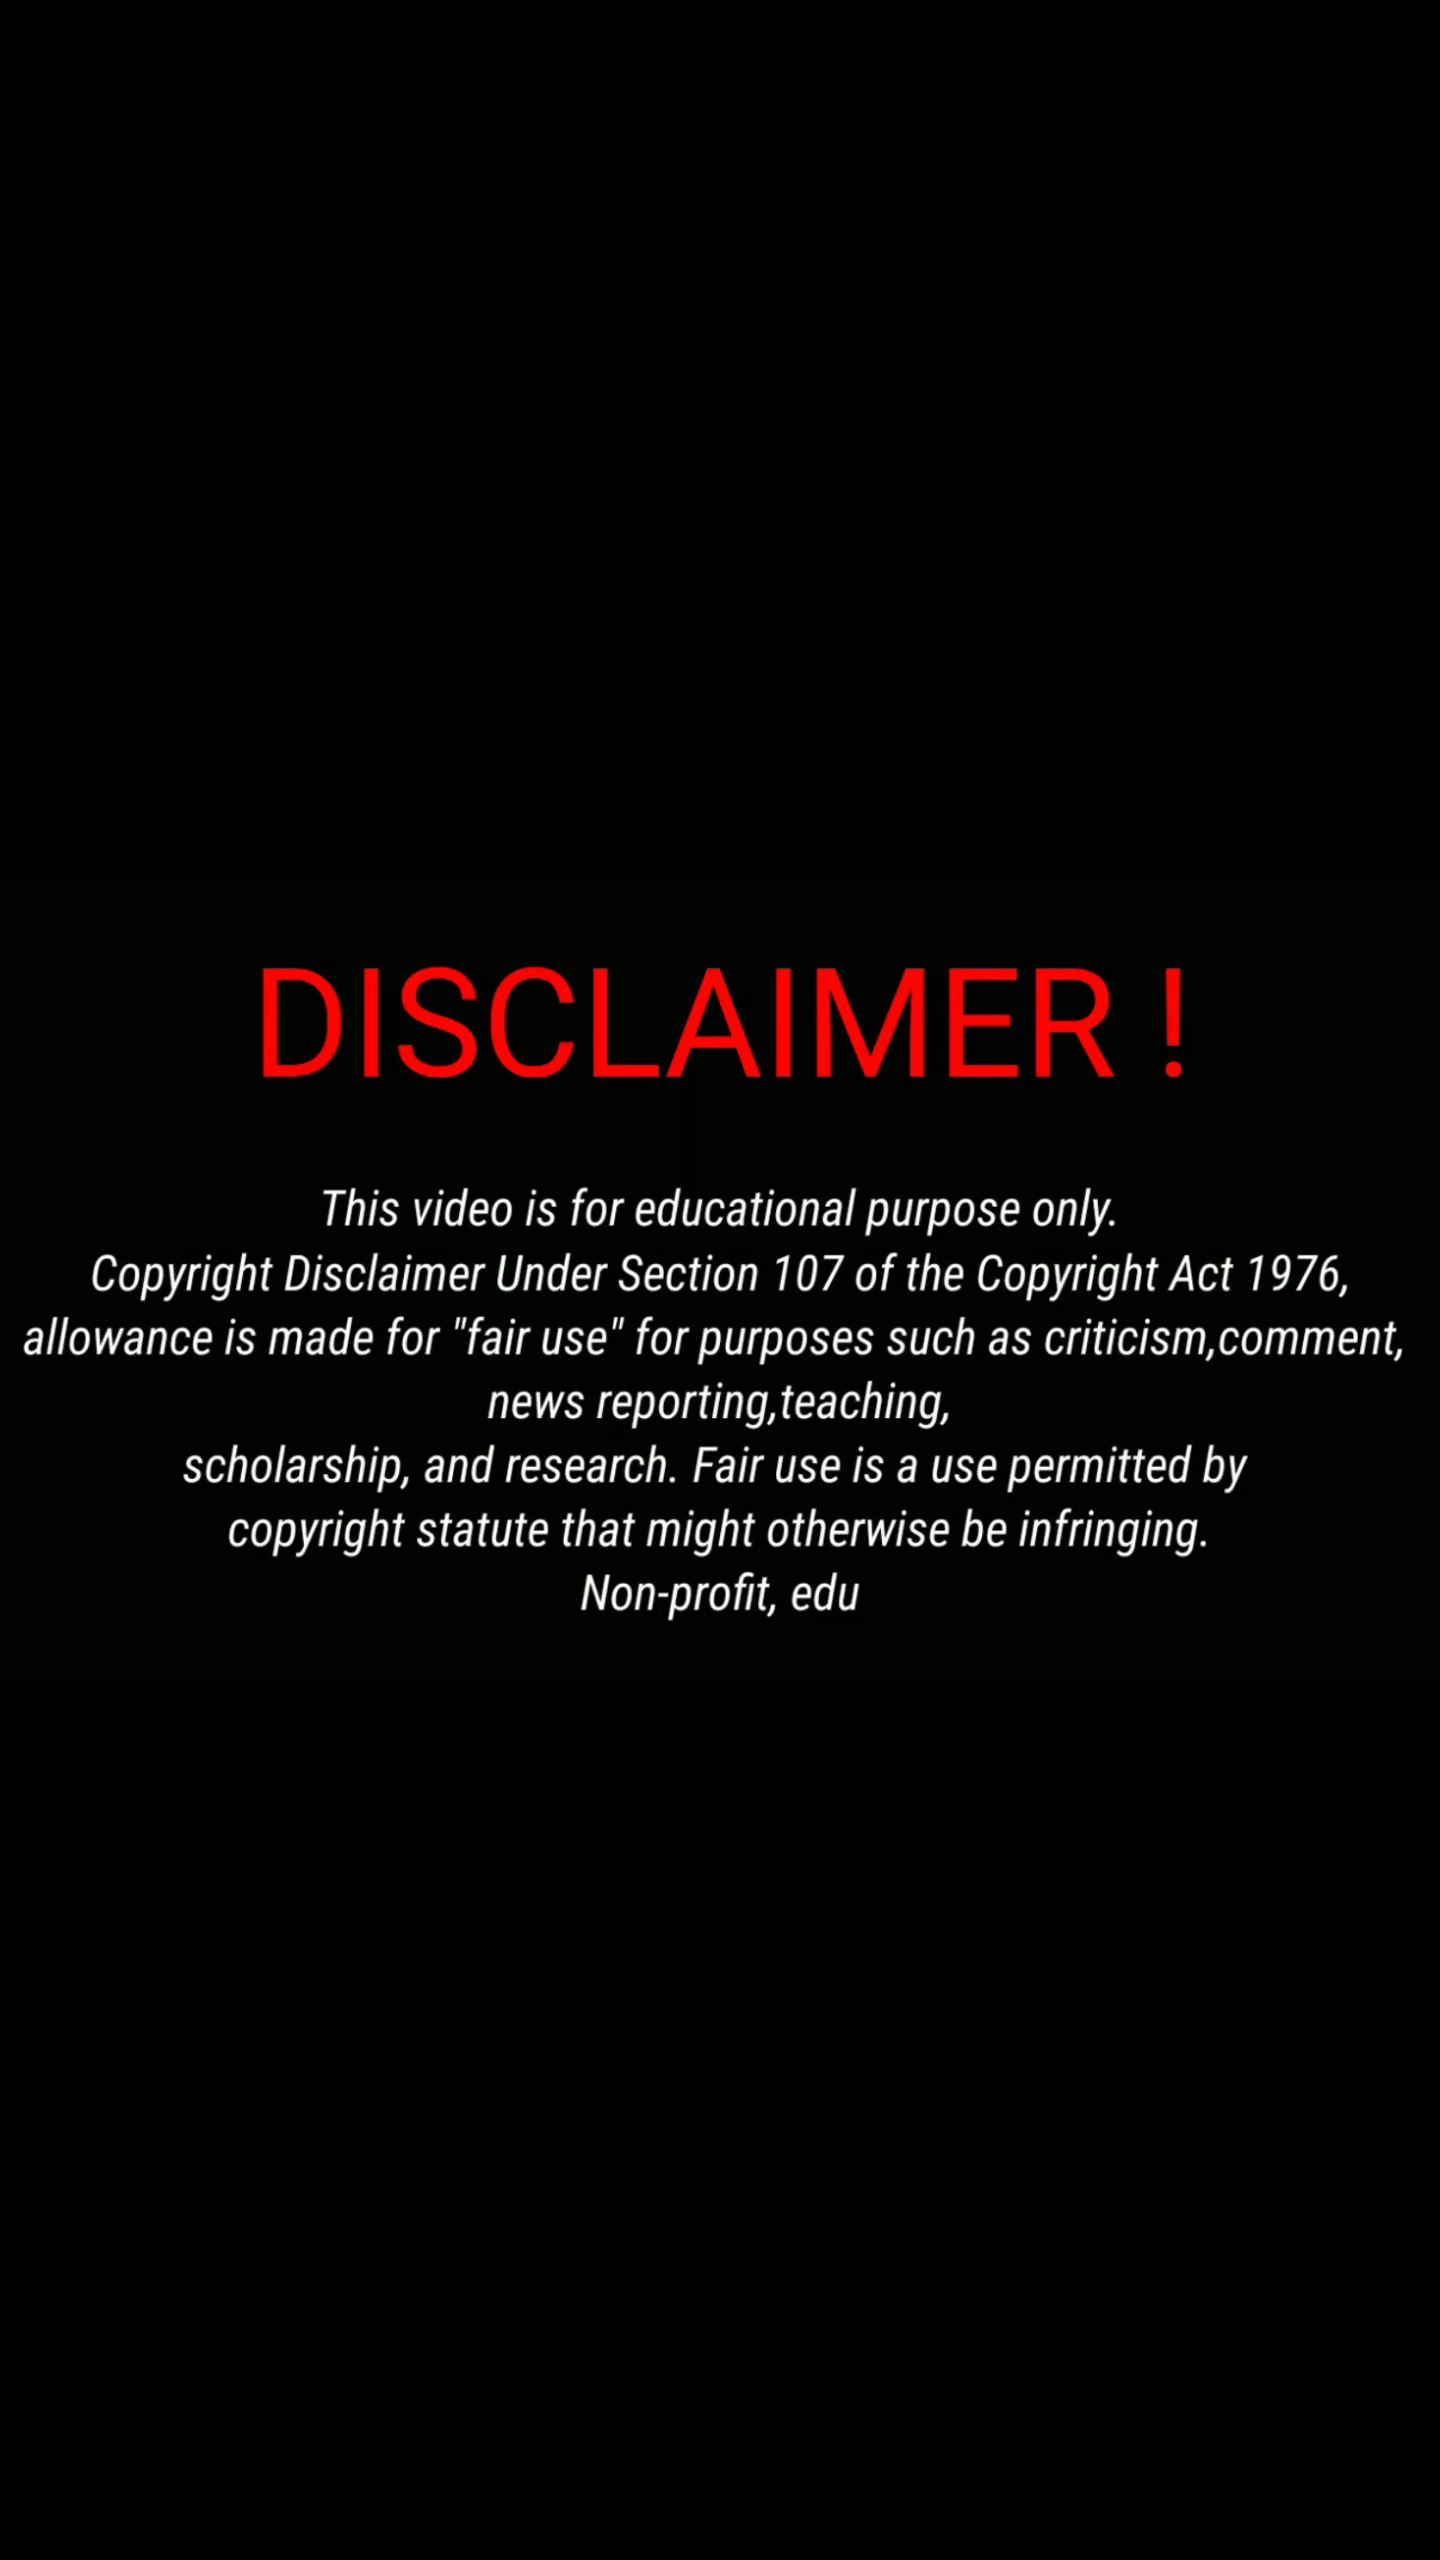 DISCLAIMER !
This video is for educational purpose only.
Copyright Disclaimer Under Section 107 of the Copyright Act 1976,
allowance is made for "fair use" for purposes such as criticism,comment,
news reporting,teaching,
scholarship, and research. Fair use is a use permitted by
copyright statute that might otherwise be infringing.
Non-profit, edu